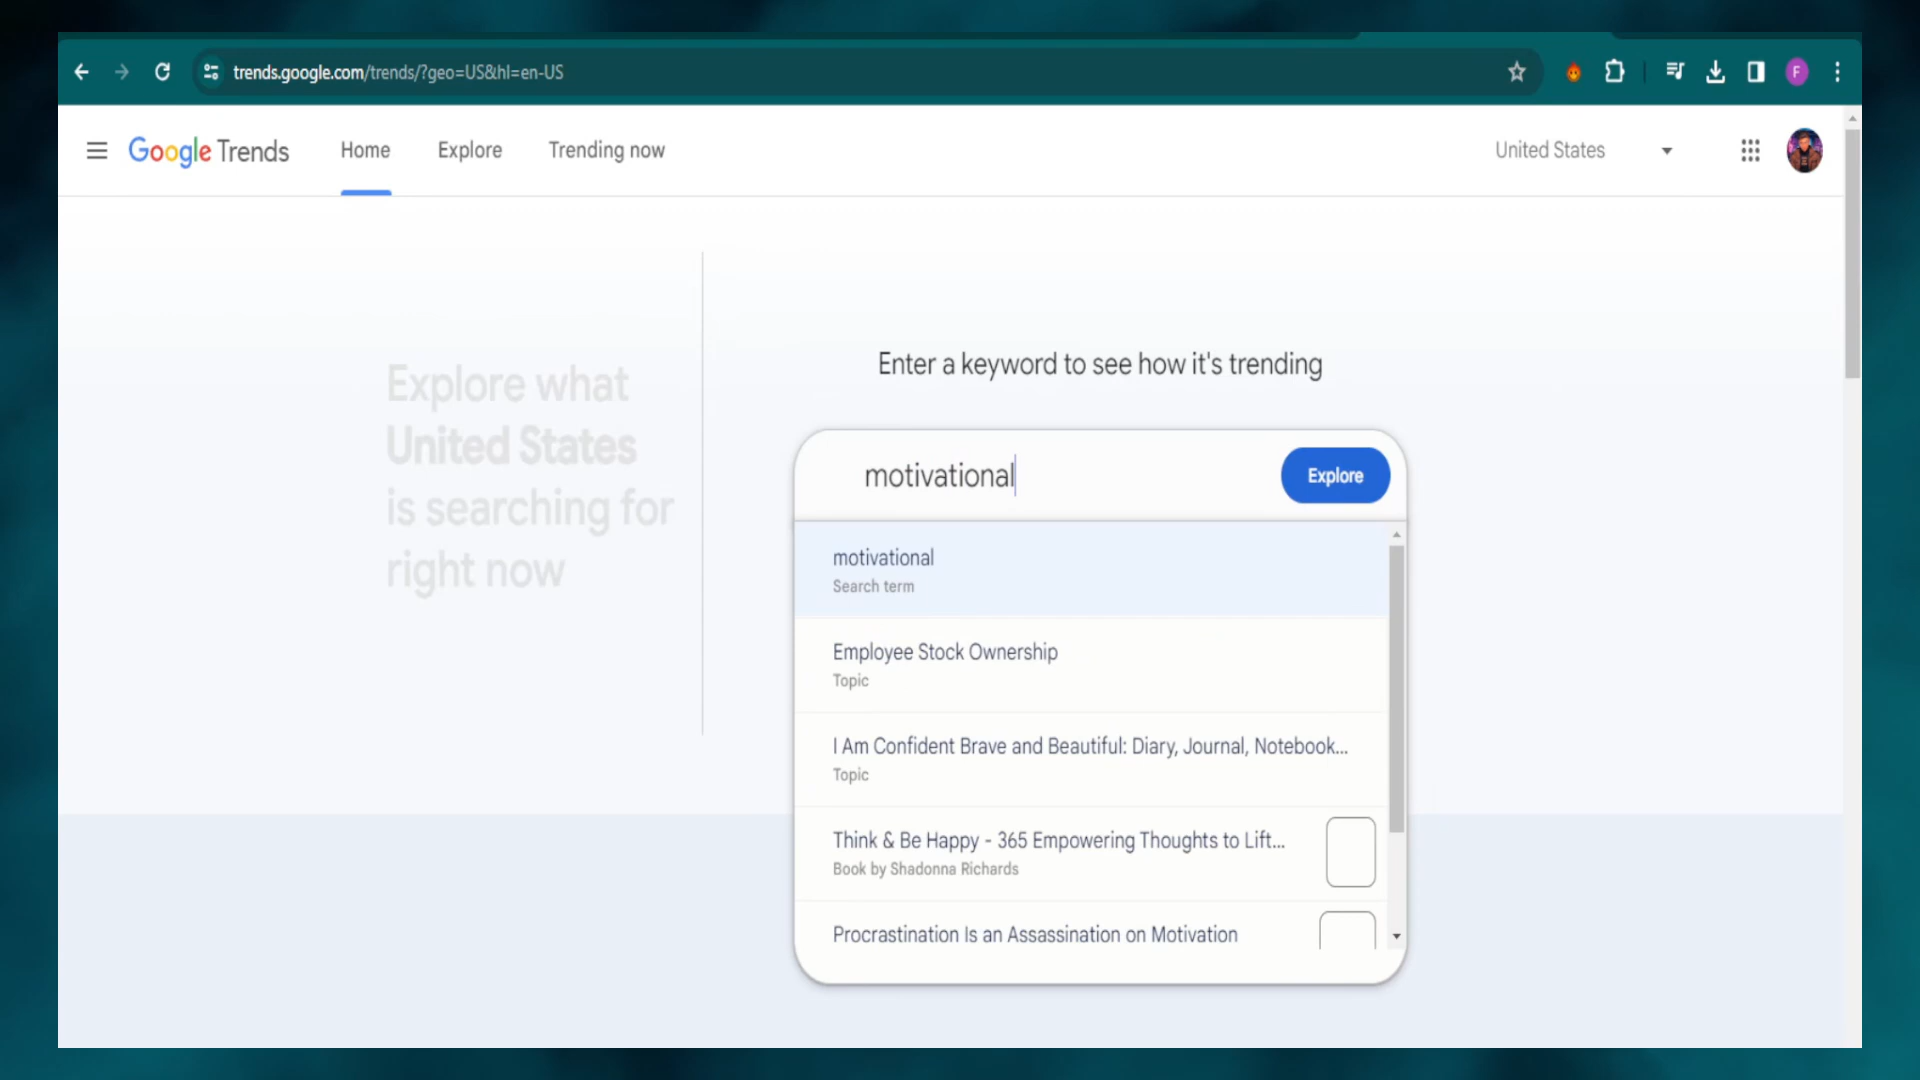 trends.google.com/trends/?geo=US&hl=en-US
F
Google Trends
Home
Explore
Trending now
United States
Explore what
United States
is searching for
right now
Enter a keyword to see how it's trending
motivational
Explore
motivational
Search term
Employee Stock Ownership
Topic
I Am Confident Brave and Beautiful: Diary, Journal, Notebook...
Topic
Think & Be Happy - 365 Empowering Thoughts to Lift...
Book by Shadonna Richards
Procrastination Is an Assassination on Motivation